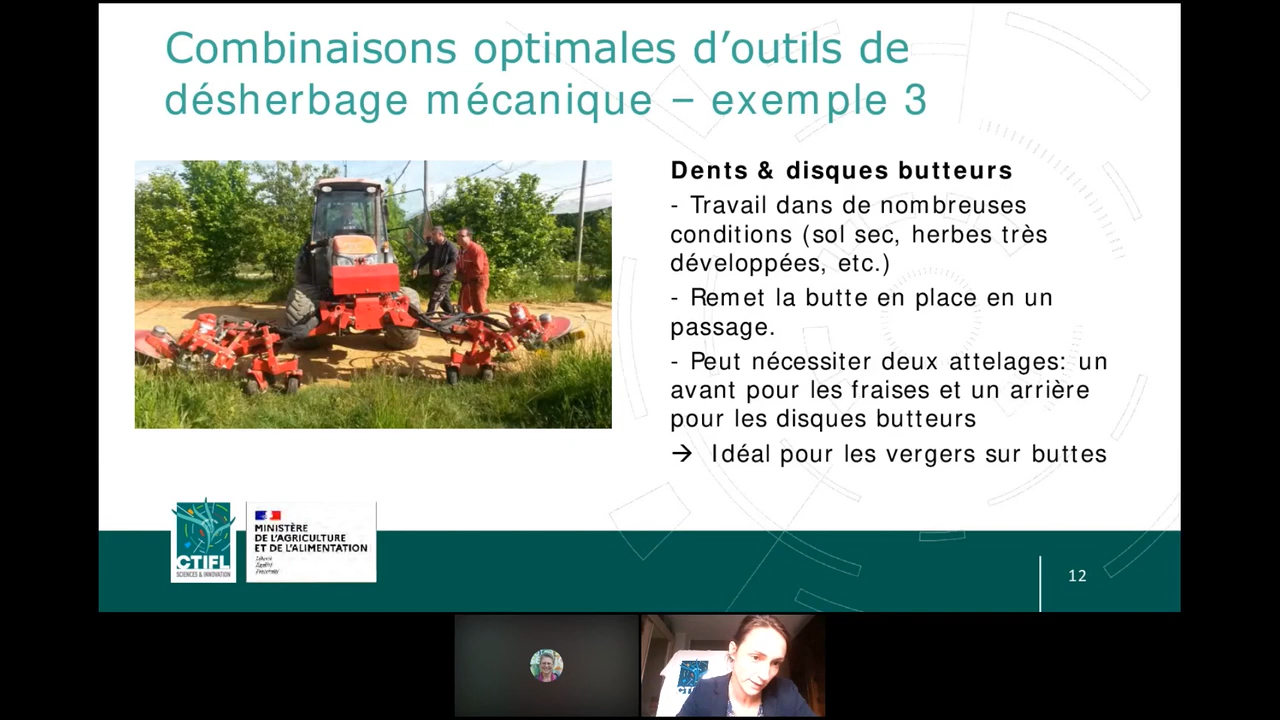 Combinaisons optimales d’outils de
désherbage mécanique – exemple 3
Dents & disques butteurs
- Travail dans de nombreuses
conditions (sol sec, herbes très
développées, etc.)
- Remet la butte en place en un
passage.
- Peut nécessiter deux attelages: un
avant pour les fraises et un arrière
pour les disques butteurs
→ Idéal pour les vergers sur buttes
CTIFL
SCIENCES & INNOVATION
MINISTÈRE
DE L'AGRICULTURE
ET DE L'ALIMENTATION
Liberté
Égalité
Fraternité
12